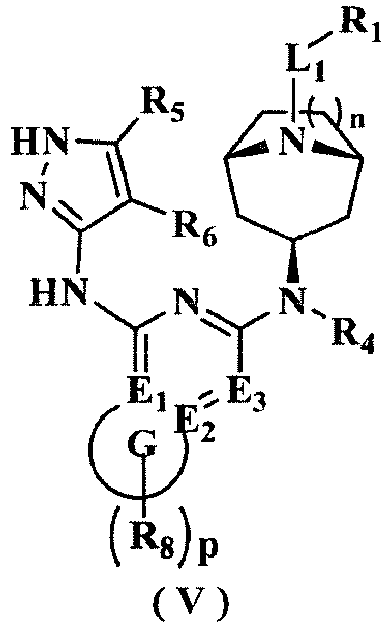 R₁
L₁
( )n
R₅
HN
N
N
R₆
HN
N
N
R₄
E₁
E₃
E₂
G
(R₈)p
( V )